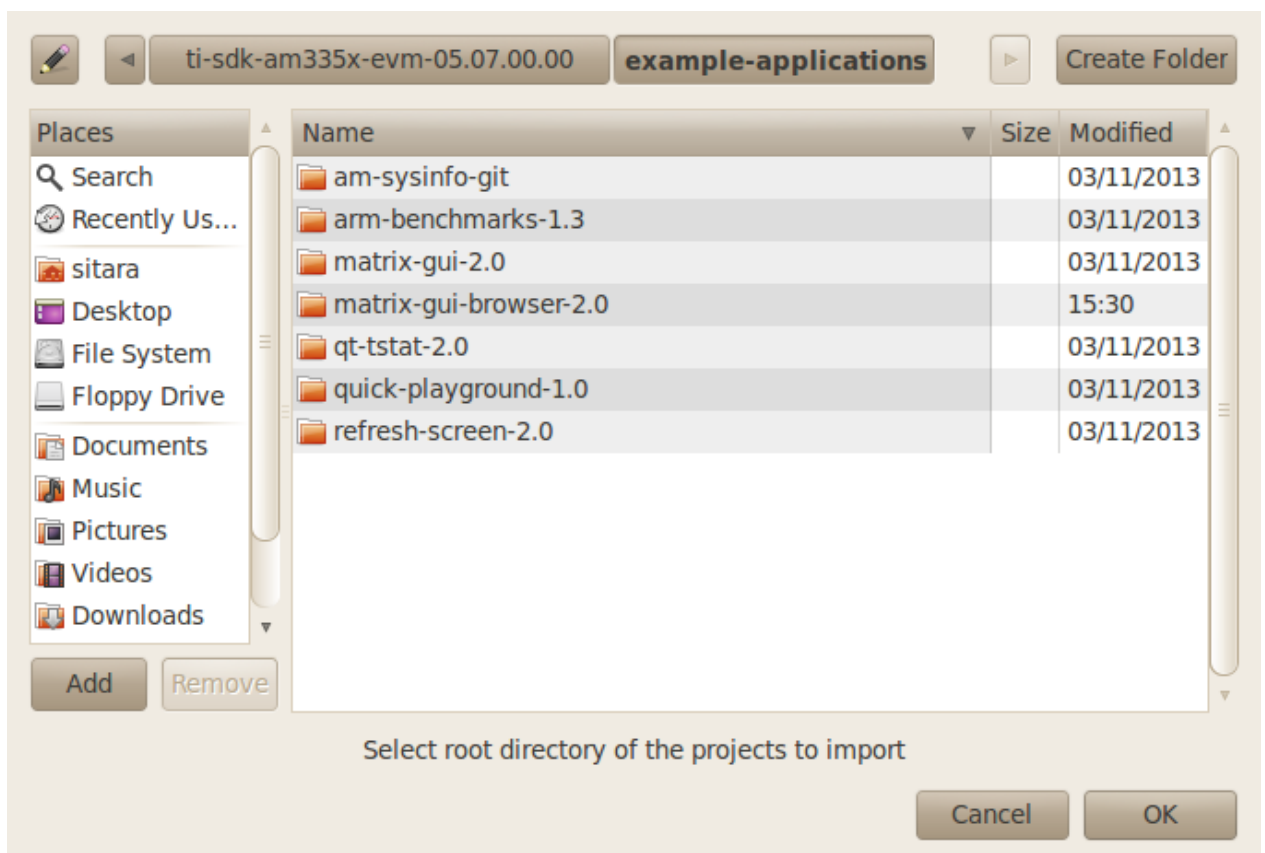 ti-sdk-am335x-evm-05.07.00.00 example-applications Create Folder
Places
Search
Recently Us...
sitara
Desktop
File System
Floppy Drive
Documents
Music
Pictures
Videos
Downloads
Add Remove
Name Size Modified
am-sysinfo-git 03/11/2013
arm-benchmarks-1.3 03/11/2013
matrix-gui-2.0 03/11/2013
matrix-gui-browser-2.0 15:30
qt-tstat-2.0 03/11/2013
quick-playground-1.0 03/11/2013
refresh-screen-2.0 03/11/2013
Select root directory of the projects to import
Cancel OK